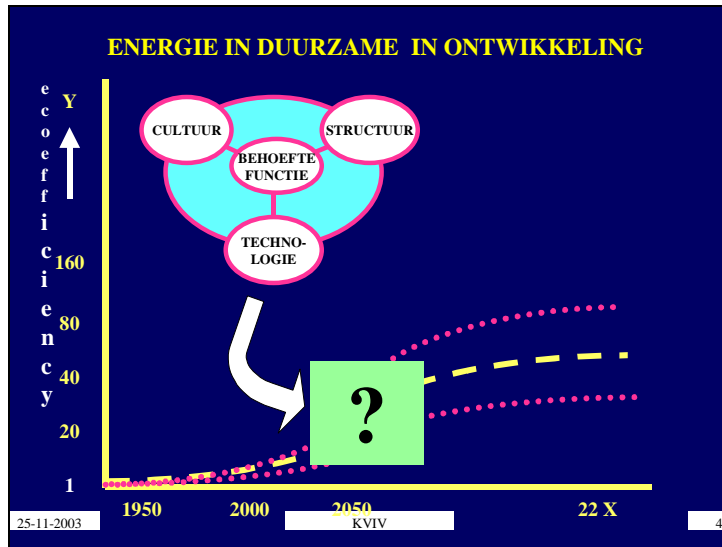 ENERGIE IN DUURZAME IN ONTWIKKELING
ecoefficiency
Y
CULTUUR
STRUCTUUR
BEHOEFTE
FUNCTIE
TECHNO-
LOGIE
160
80
40
20
1
?
1950 2000 2050 22 X
25-11-2003 KVIV 4